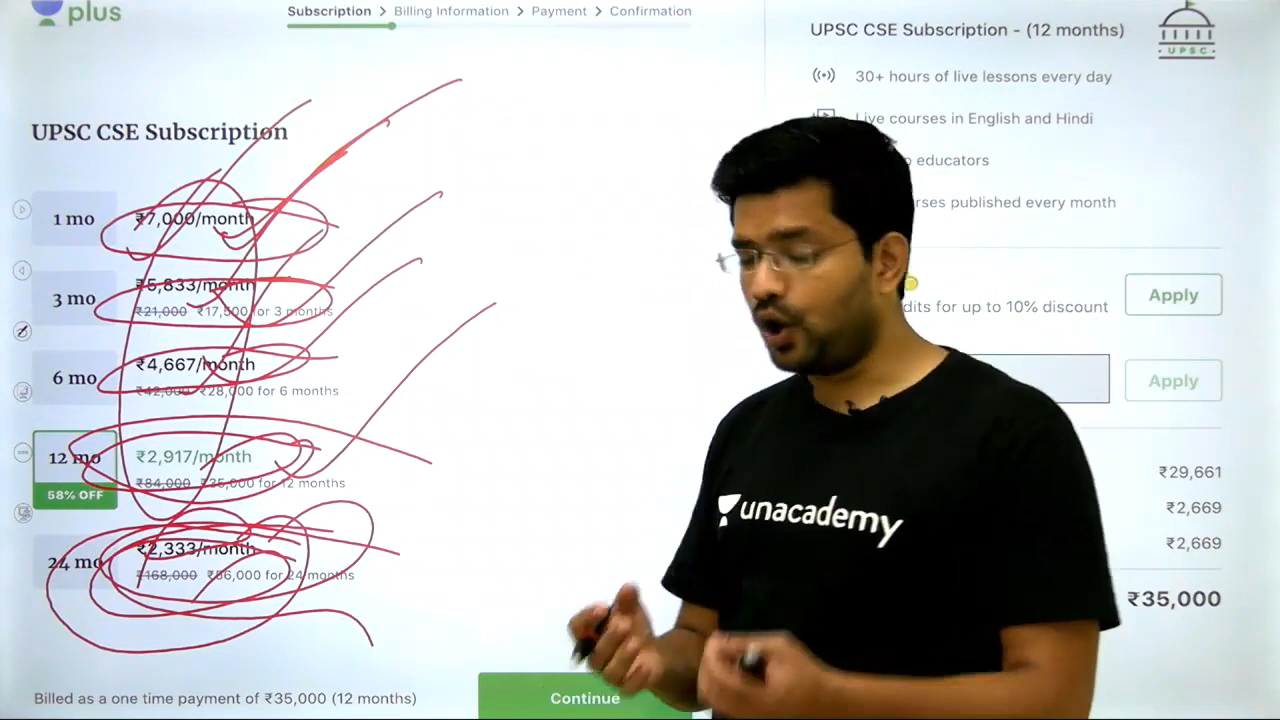 plus
Subscription > Billing Information > Payment > Confirmation
UPSC CSE Subscription
1 mo ₹7,000/month
3 mo ₹5,833/month
₹21,000 ₹17,500 for 3 months
6 mo ₹4,667/month
₹42,000 ₹28,000 for 6 months
12 mo ₹2,917/month
58% OFF ₹84,000 ₹35,000 for 12 months
24 mo ₹2,333/month
₹168,000 ₹56,000 for 24 months
Billed as a one time payment of ₹35,000 (12 months)
Continue
UPSC CSE Subscription - (12 months)
UPSC
30+ hours of live lessons every day
Live courses in English and Hindi
educators
published every month
for up to 10% discount
Apply
Apply
₹29,661
₹2,669
₹2,669
₹35,000
unacademy